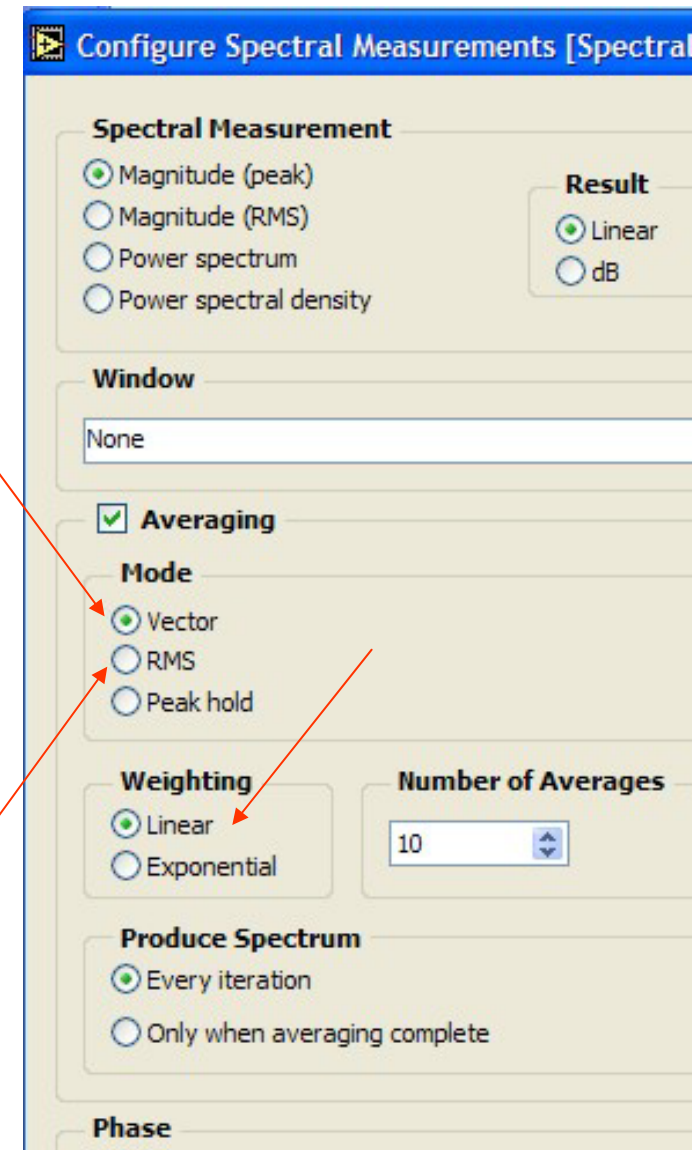 Configure Spectral Measurements [Spectral
Spectral Measurement
Magnitude (peak)
Magnitude (RMS)
Power spectrum
Power spectral density
Result
Linear
dB
Window
None
Averaging
Mode
Vector
RMS
Peak hold
Weighting
Linear
Exponential
Number of Averages
10
Produce Spectrum
Every iteration
Only when averaging complete
Phase